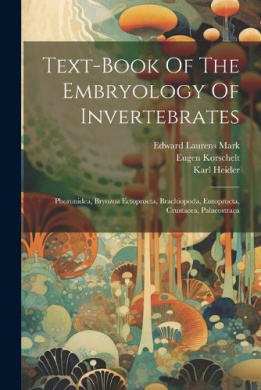 Text-Book Of The
Embryology Of
Invertebrates
Edward Laurens Mark
Eugen Korschelt
Karl Heider
Phoronidea, Bryozoa Ectoprocta, Brachiopoda, Entoprocta,
Crustacea, Palaeostraca